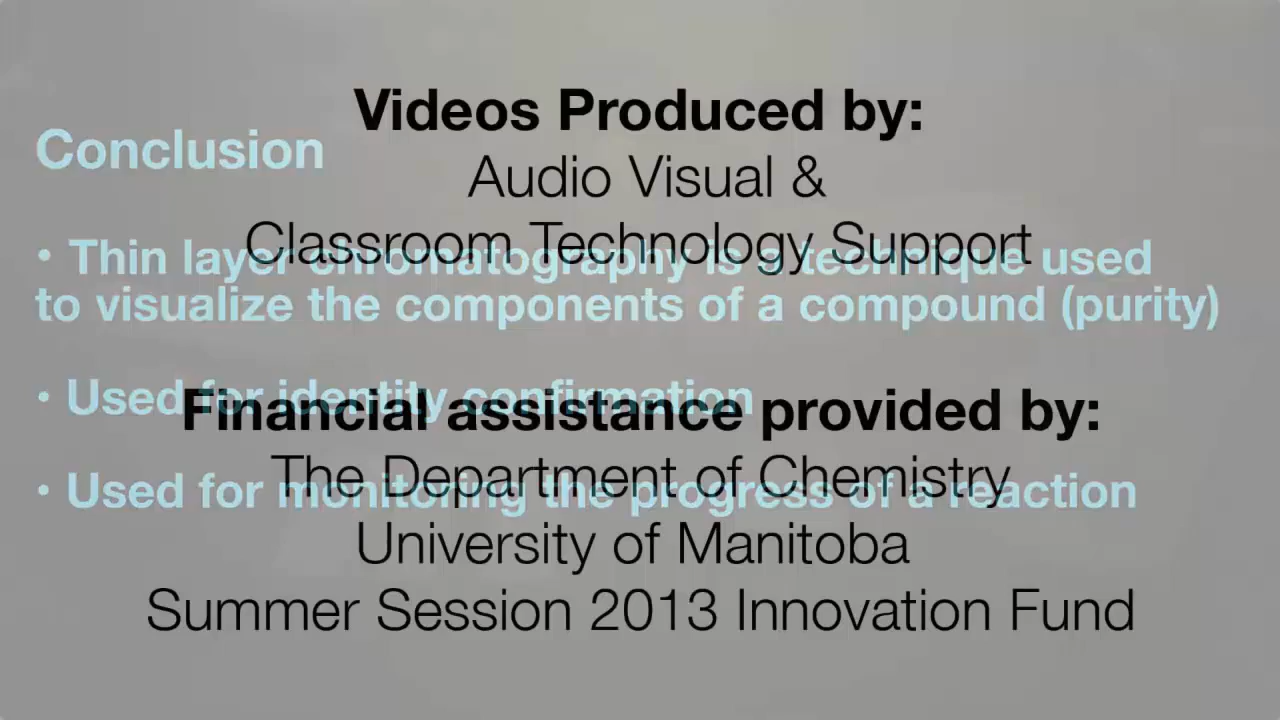 Videos Produced by:
Audio Visual &
Classroom Technology Support
Financial assistance provided by:
The Department of Chemistry
University of Manitoba
Summer Session 2013 Innovation Fund
Conclusion
• Thin layer chromatography is a technique used
to visualize the components of a compound (purity)
• Used for identity confirmation
• Used for monitoring the progress of a reaction